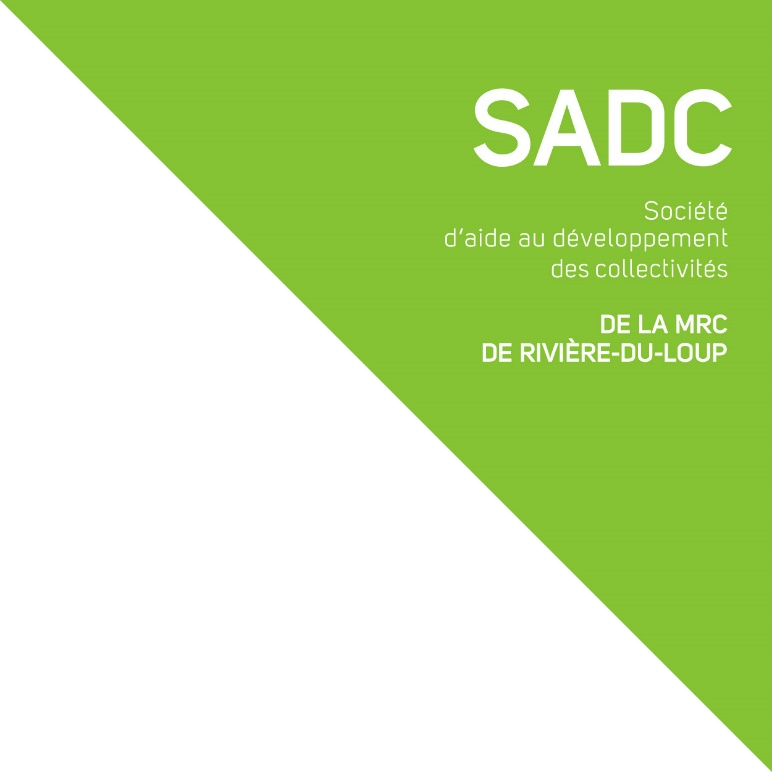 SADC
Société
d'aide au développement
des collectivités
DE LA MRC
DE RIVIÈRE-DU-LOUP